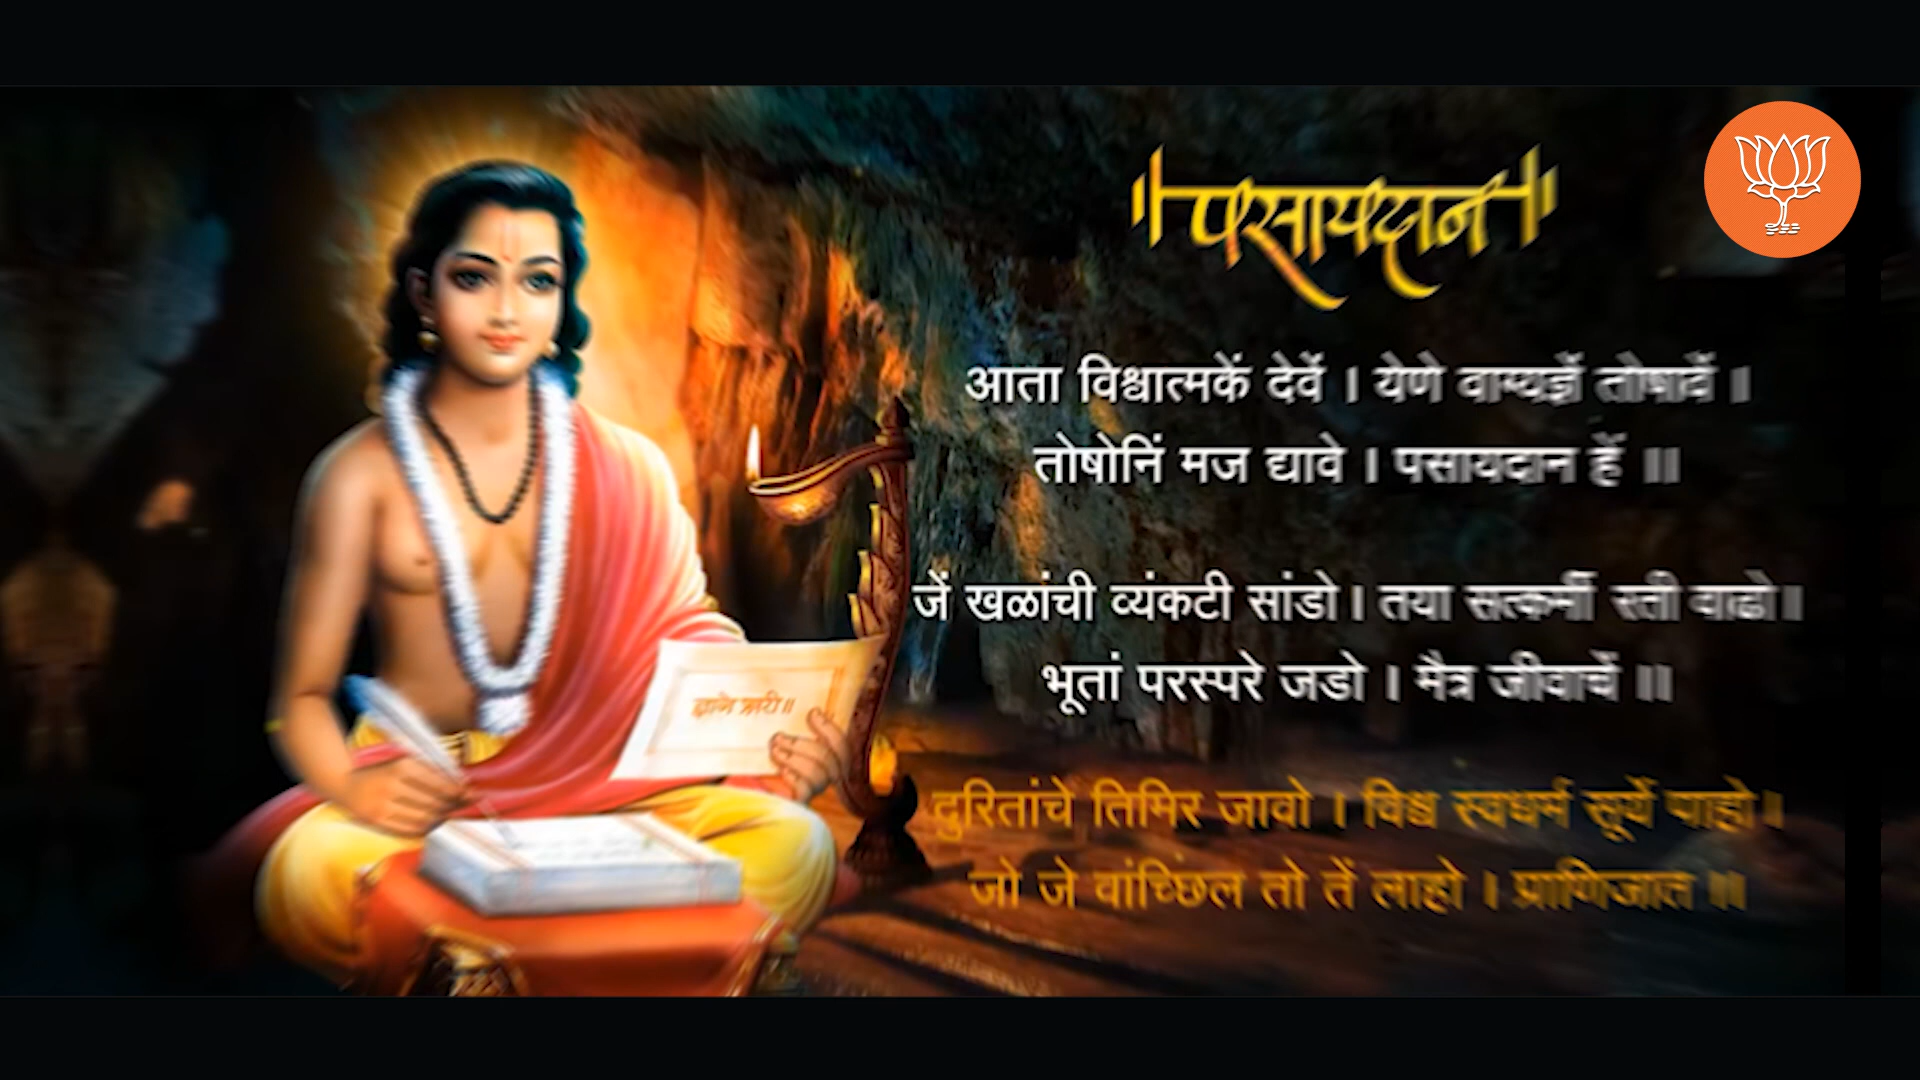 पसायदान
आता विश्वात्मकें देवें । येणे वाग्यज्ञें तोषावें ।
तोषोनिं मज द्यावे । पसायदान हें ॥
जें खळांची व्यंकटी सांडो । तया सत्कर्मी रती वाढो ।
भूतां परस्परे जडो । मैत्र जीवाचें ॥
दुरितांचे तिमिर जावो । विश्व स्वधर्म सूर्ये पाहो ।
जो जे वांच्छिल तो तें लाहो । प्राणिजात ॥